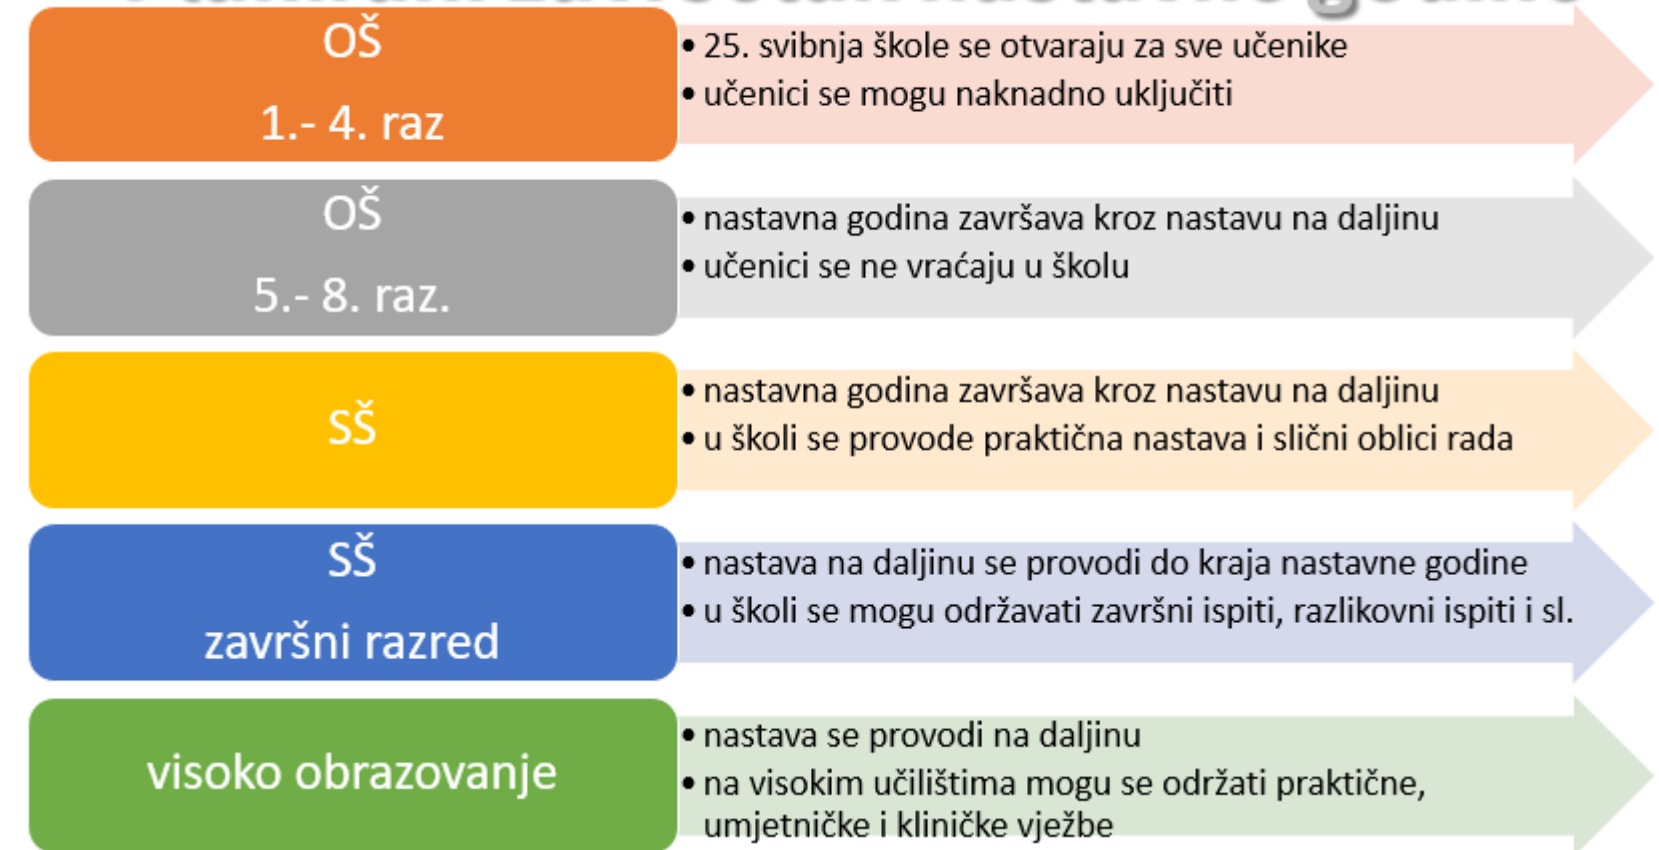 OŠ
1.- 4. raz
• 25. svibnja škole se otvaraju za sve učenike
• učenici se mogu naknadno uključiti
OŠ
5.- 8. raz.
• nastavna godina završava kroz nastavu na daljinu
• učenici se ne vraćaju u školu
SŠ
• nastavna godina završava kroz nastavu na daljinu
• u školi se provode praktična nastava i slični oblici rada
SŠ
završni razred
• nastava na daljinu se provodi do kraja nastavne godine
• u školi se mogu održavati završni ispiti, razlikovni ispiti i sl.
visoko obrazovanje
• nastava se provodi na daljinu
• na visokim učilištima mogu se održati praktične,
umjetničke i kliničke vježbe